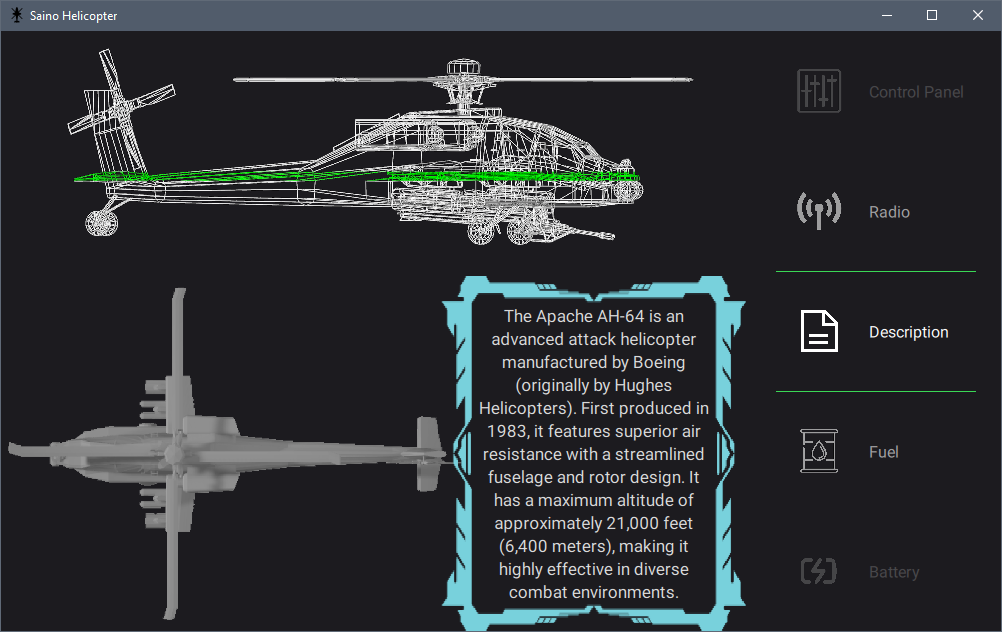 Saino Helicopter
Control Panel
Radio
Description
Fuel
Battery
The Apache AH-64 is an
advanced attack helicopter
manufactured by Boeing
(originally by Hughes
Helicopters). First produced in
1983, it features superior air
resistance with a streamlined
fuselage and rotor design. It
has a maximum altitude of
approximately 21,000 feet
(6,400 meters), making it
highly effective in diverse
combat environments.